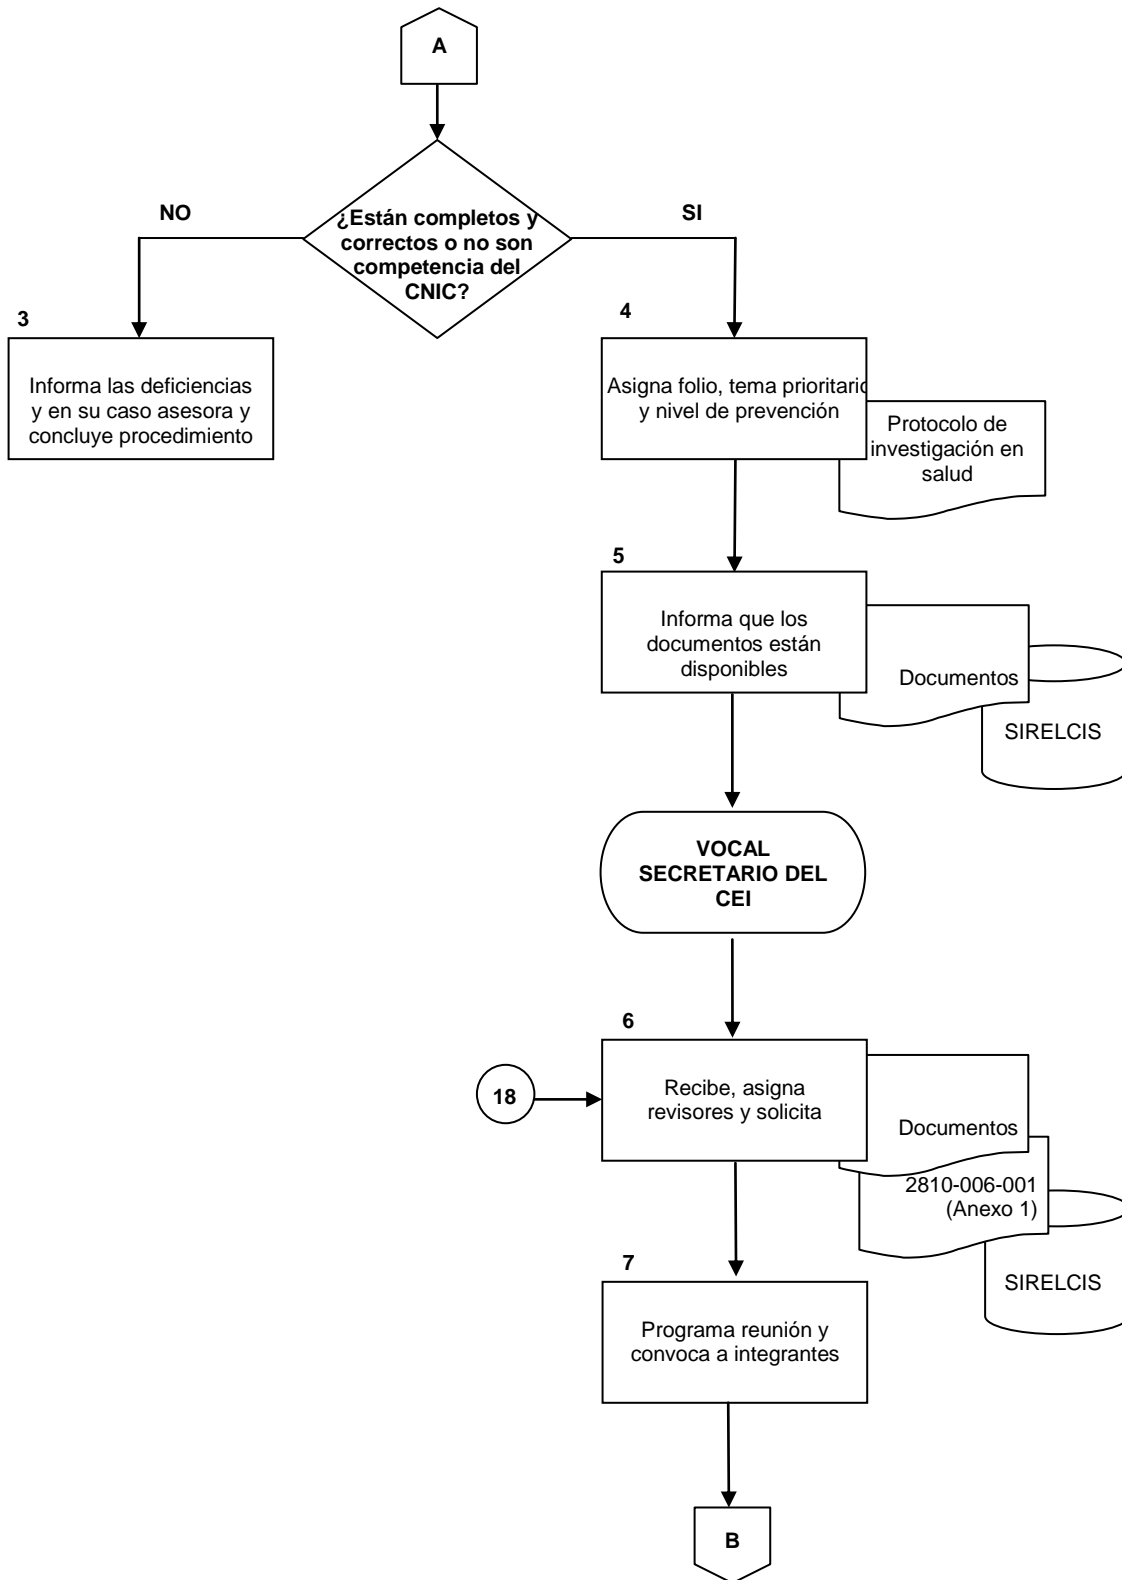 A
NO
SI
¿Están completos y
correctos o no son
competencia del
CNIC?
3
Informa las deficiencias
y en su caso asesora y
concluye procedimiento
4
Asigna folio, tema prioritario
y nivel de prevención
Protocolo de
investigación en
salud
5
Informa que los
documentos están
disponibles
Documentos
SIRELCIS
VOCAL
SECRETARIO DEL
CEI
6
18
Recibe, asigna
revisores y solicita
Documentos
2810-006-001
(Anexo 1)
SIRELCIS
7
Programa reunión y
convoca a integrantes
B